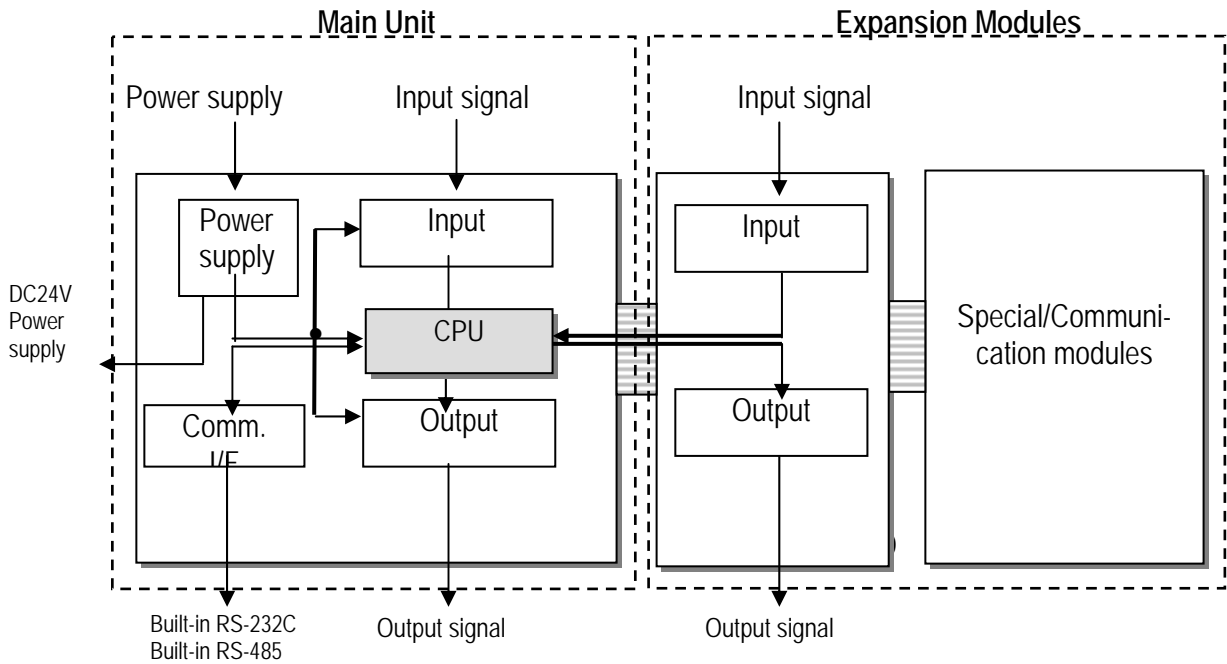 Main Unit
Expansion Modules
Power supply
Input signal
Input signal
Power
supply
Input
Input
DC24V
Power
supply
CPU
Special/Communi-
cation modules
Comm.
I/F
Output
Output
Built-in RS-232C
Built-in RS-485
Output signal
Output signal